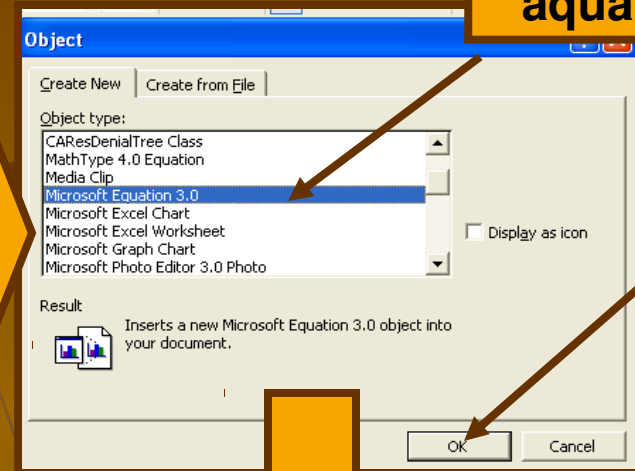 aqua
Object
Create New
Create from File
Object type:
CAResDenialTree Class
MathType 4.0 Equation
Media Clip
Microsoft Equation 3.0
Microsoft Excel Chart
Microsoft Excel Worksheet
Microsoft Graph Chart
Microsoft Photo Editor 3.0 Photo
Display as icon
Result
Inserts a new Microsoft Equation 3.0 object into
your document.
OK
Cancel